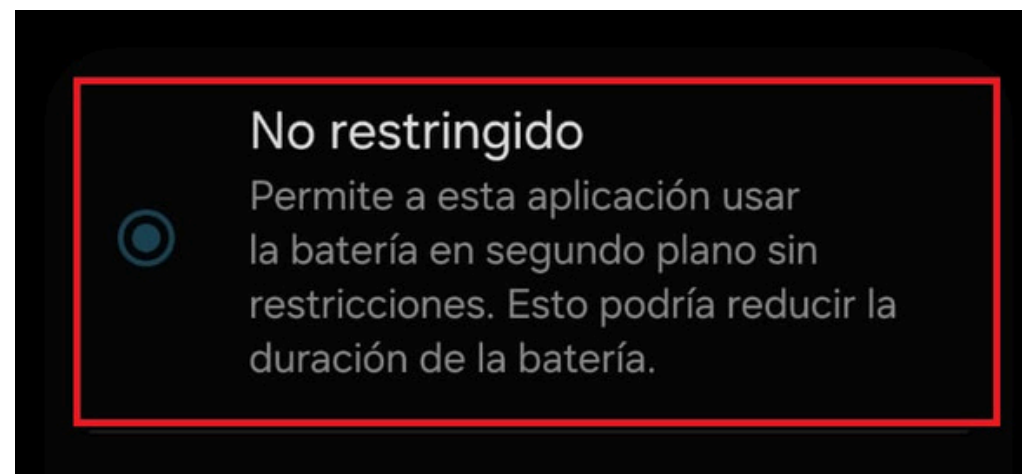 No restringido
Permite a esta aplicación usar
la batería en segundo plano sin
restricciones. Esto podría reducir la
duración de la batería.